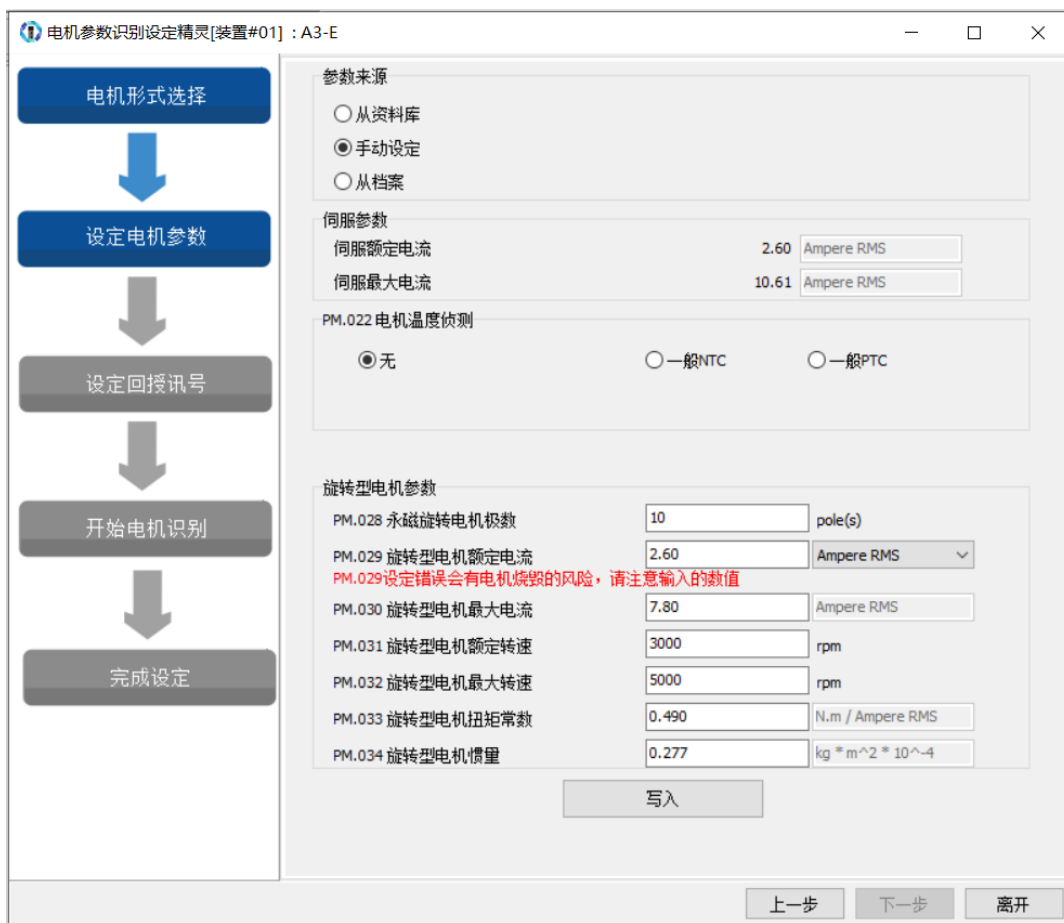 电机参数识别设定精灵[装置#01] : A3-E
电机形式选择
设定电机参数
设定回授讯号
开始电机识别
完成设定
参数来源
从资料库
手动设定
从档案
伺服参数
伺服额定电流 2.60 Ampere RMS
伺服最大电流 10.61 Ampere RMS
PM.022 电机温度侦测
无 一般NTC 一般PTC
旋转型电机参数
PM.028 永磁旋转电机极数 10 pole(s)
PM.029 旋转型电机额定电流 2.60 Ampere RMS
PM.029设定错误会有电机烧毁的风险，请注意输入的数值
PM.030 旋转型电机最大电流 7.80 Ampere RMS
PM.031 旋转型电机额定转速 3000 rpm
PM.032 旋转型电机最大转速 5000 rpm
PM.033 旋转型电机扭矩常数 0.490 N.m / Ampere RMS
PM.034 旋转型电机惯量 0.277 kg * m^2 * 10^-4
写入
上一步 下一步 离开